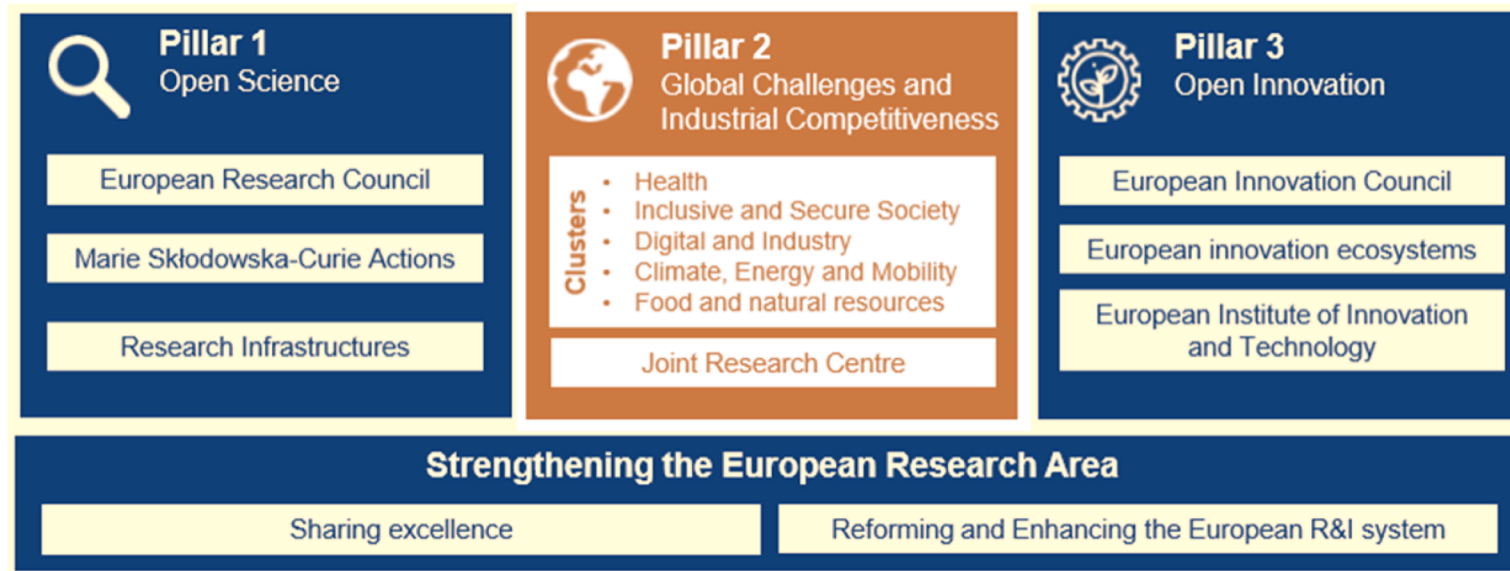 Pillar 1
Open Science
European Research Council
Marie Skłodowska-Curie Actions
Research Infrastructures
Pillar 2
Global Challenges and
Industrial Competitiveness
Clusters
• Health
• Inclusive and Secure Society
• Digital and Industry
• Climate, Energy and Mobility
• Food and natural resources
Joint Research Centre
Pillar 3
Open Innovation
European Innovation Council
European innovation ecosystems
European Institute of Innovation
and Technology
Strengthening the European Research Area
Sharing excellence
Reforming and Enhancing the European R&I system